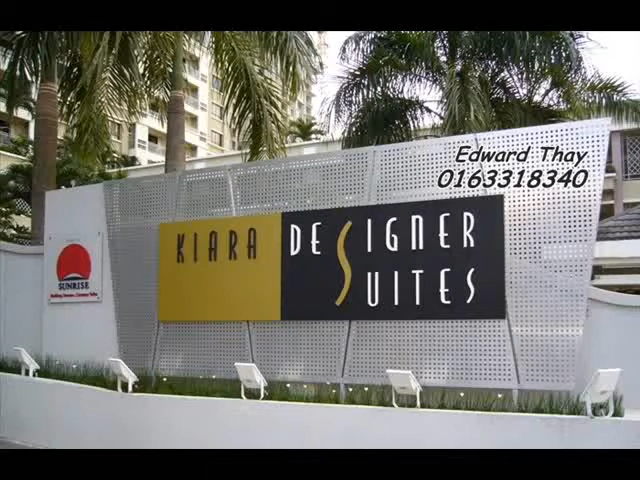 Edward Thay
0163318340
KIARA DESIGNER
SUITES
SUNRISE